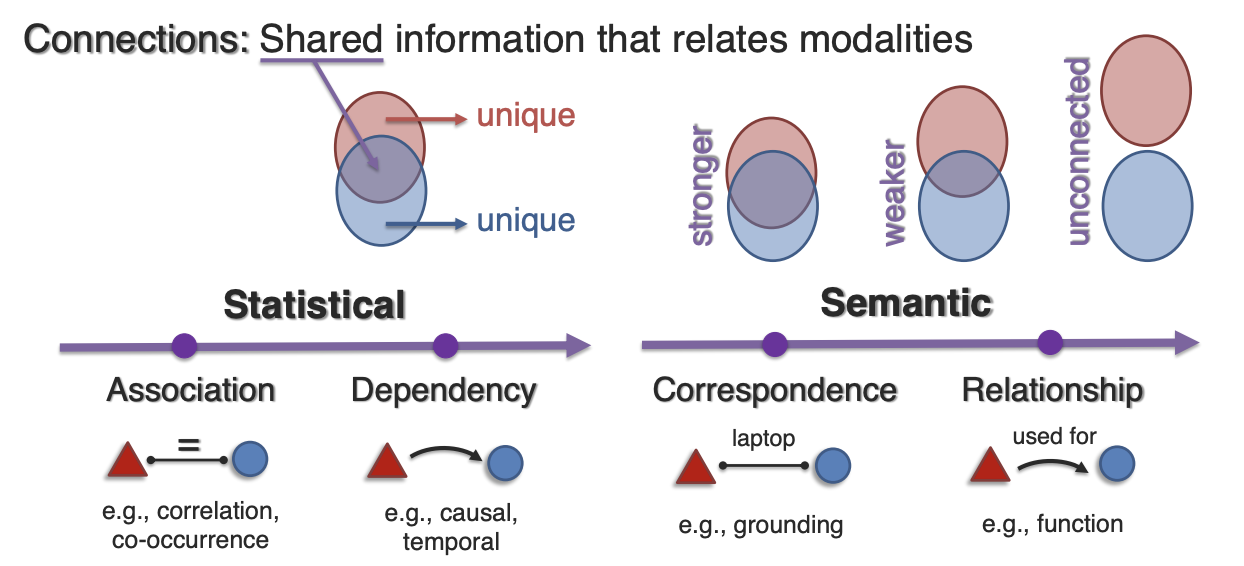 Connections: Shared information that relates modalities
unique
unique
stronger
weaker
unconnected
Statistical
Semantic
Association
Dependency
Correspondence
Relationship
=
laptop
used for
e.g., correlation,
co-occurrence
e.g., causal,
temporal
e.g., grounding
e.g., function